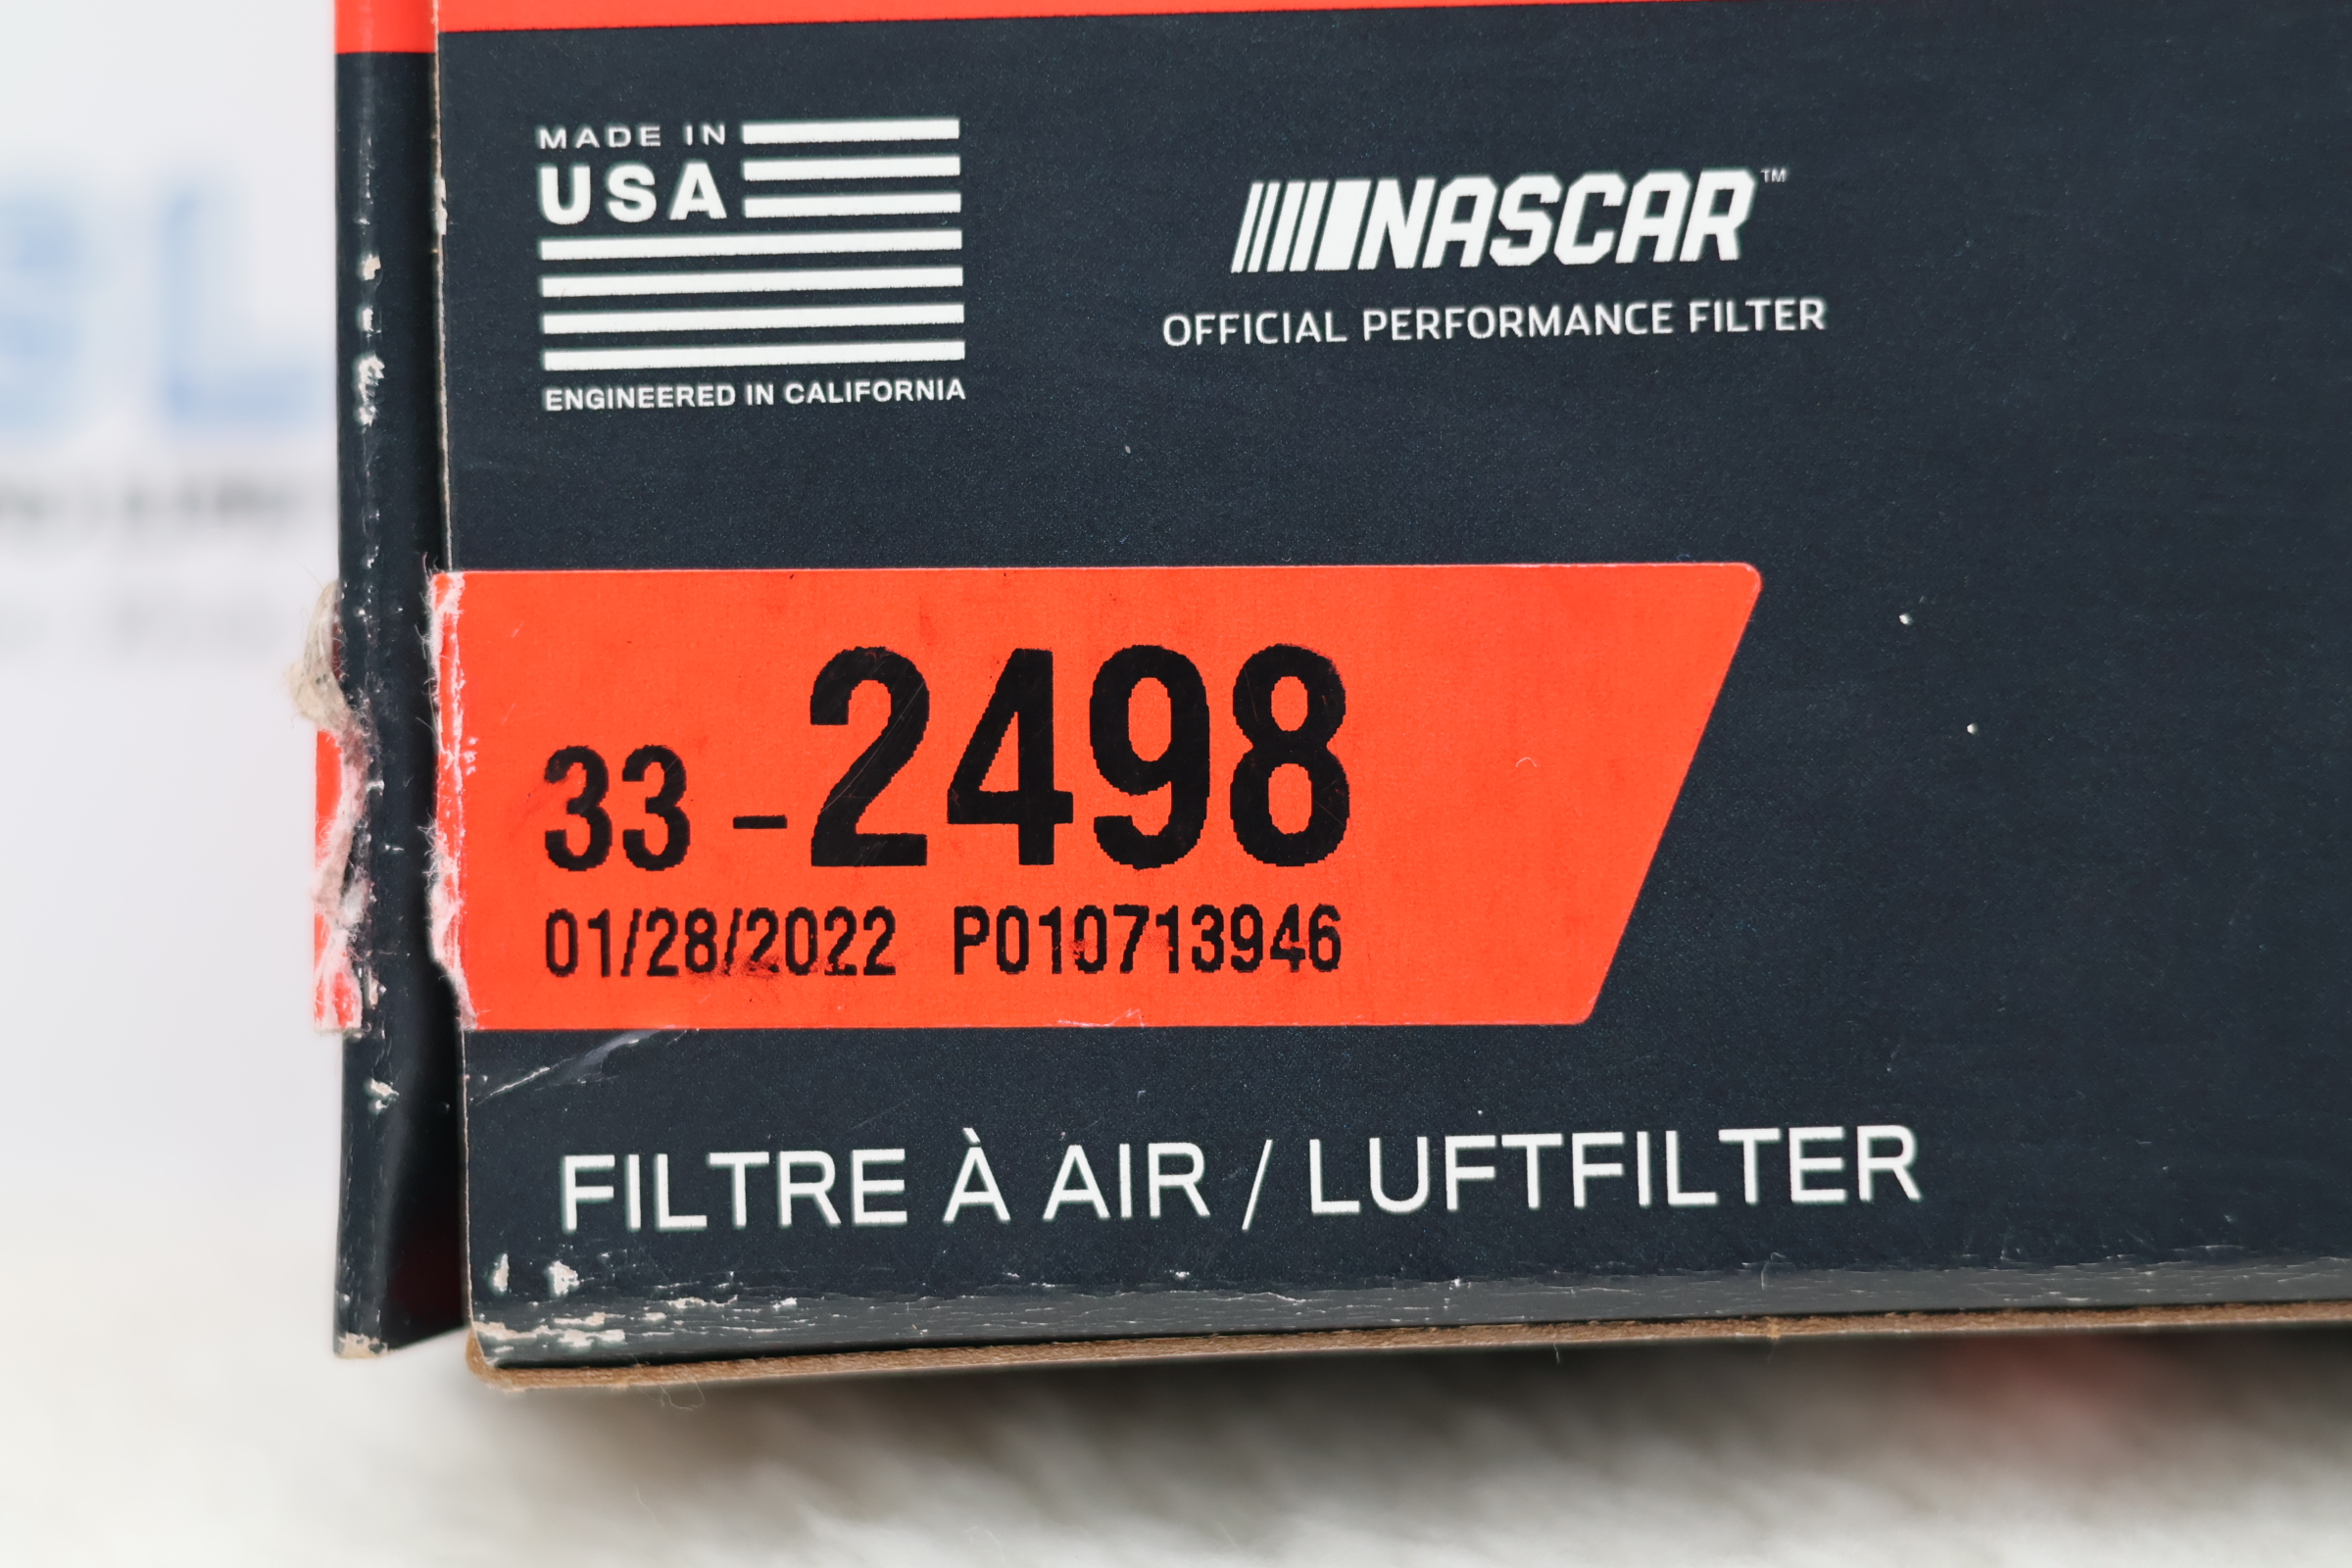 MADE IN
USA
ENGINEERED IN CALIFORNIA
NASCAR™
OFFICIAL PERFORMANCE FILTER
33-2498
01/28/2022 P010713946
FILTRE À AIR / LUFTFILTER